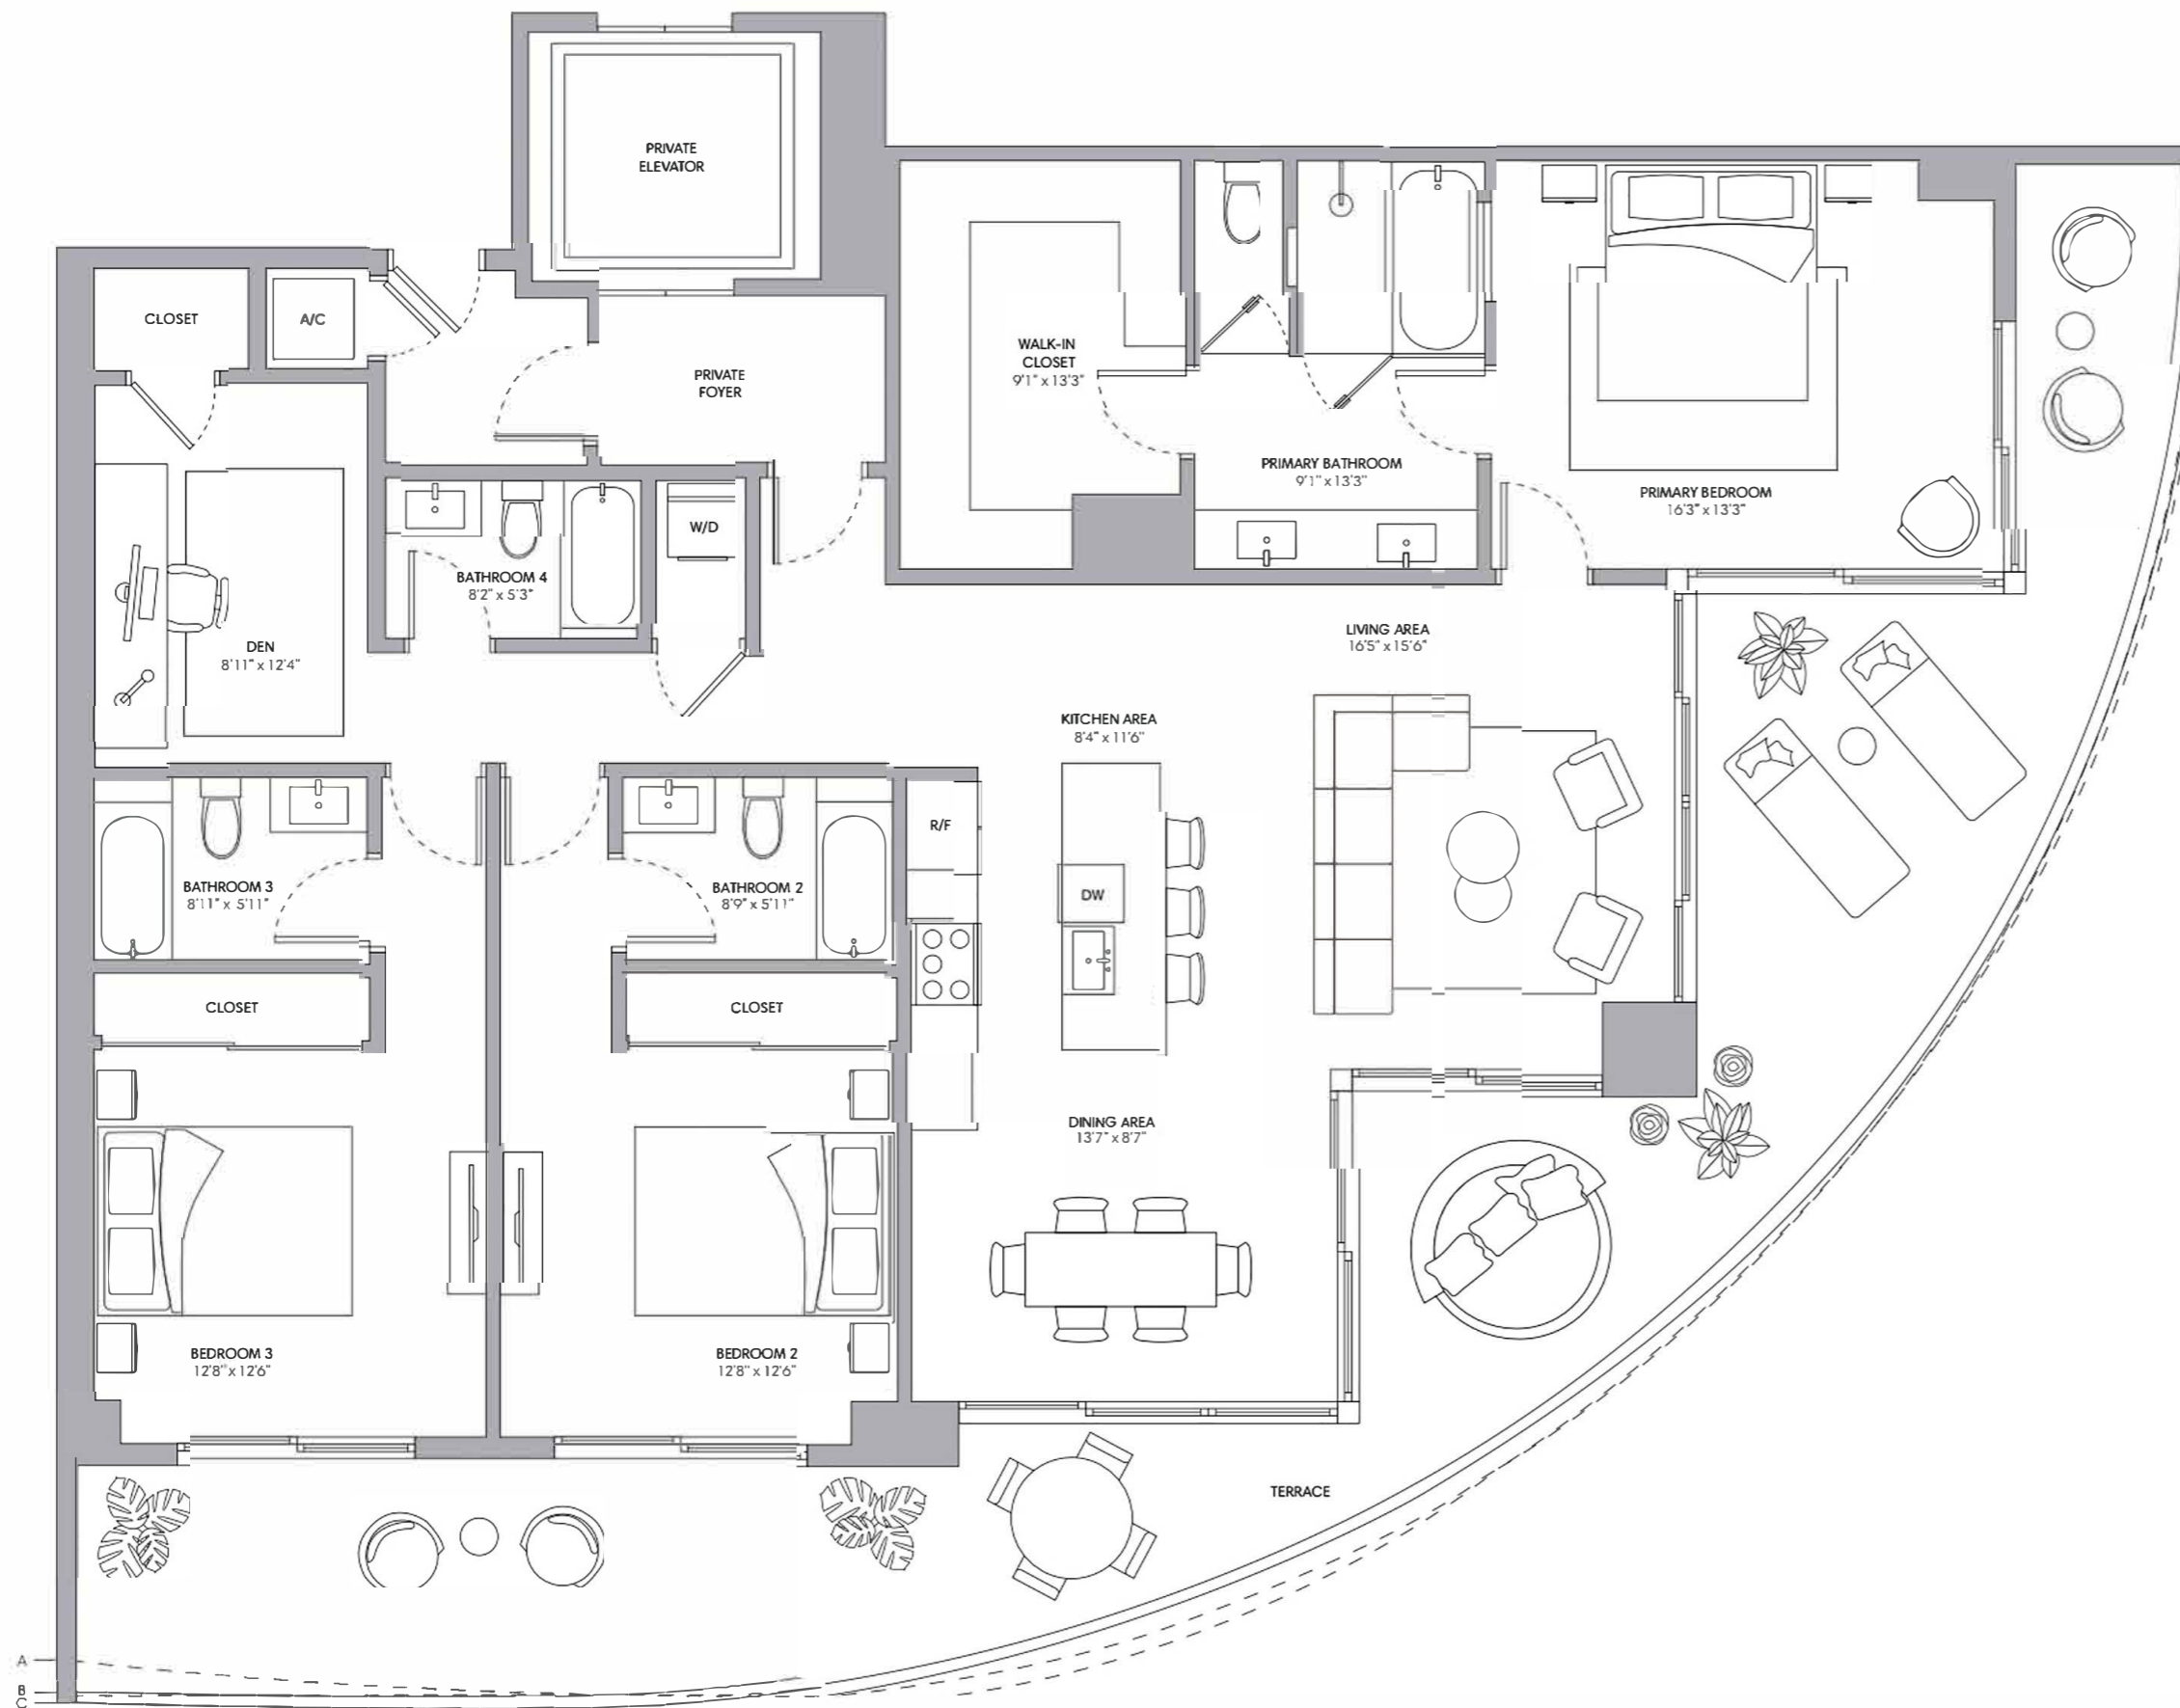 PRIVATE
ELEVATOR
CLOSET
A/C
PRIVATE
FOYER
WALK-IN
CLOSET
9'1" x 13'3"
PRIMARY BATHROOM
9'1" x 13'3"
PRIMARY BEDROOM
16'3" x 13'3"
W/D
BATHROOM 4
8'2" x 5'3"
DEN
8'11" x 12'4"
LIVING AREA
16'5" x 15'6"
KITCHEN AREA
8'4" x 11'6"
R/F
DW
BATHROOM 3
8'11" x 5'11"
BATHROOM 2
8'9" x 5'11"
CLOSET
CLOSET
DINING AREA
13'7" x 8'7"
BEDROOM 3
12'8" x 12'6"
BEDROOM 2
12'8" x 12'6"
TERRACE
A
B
C